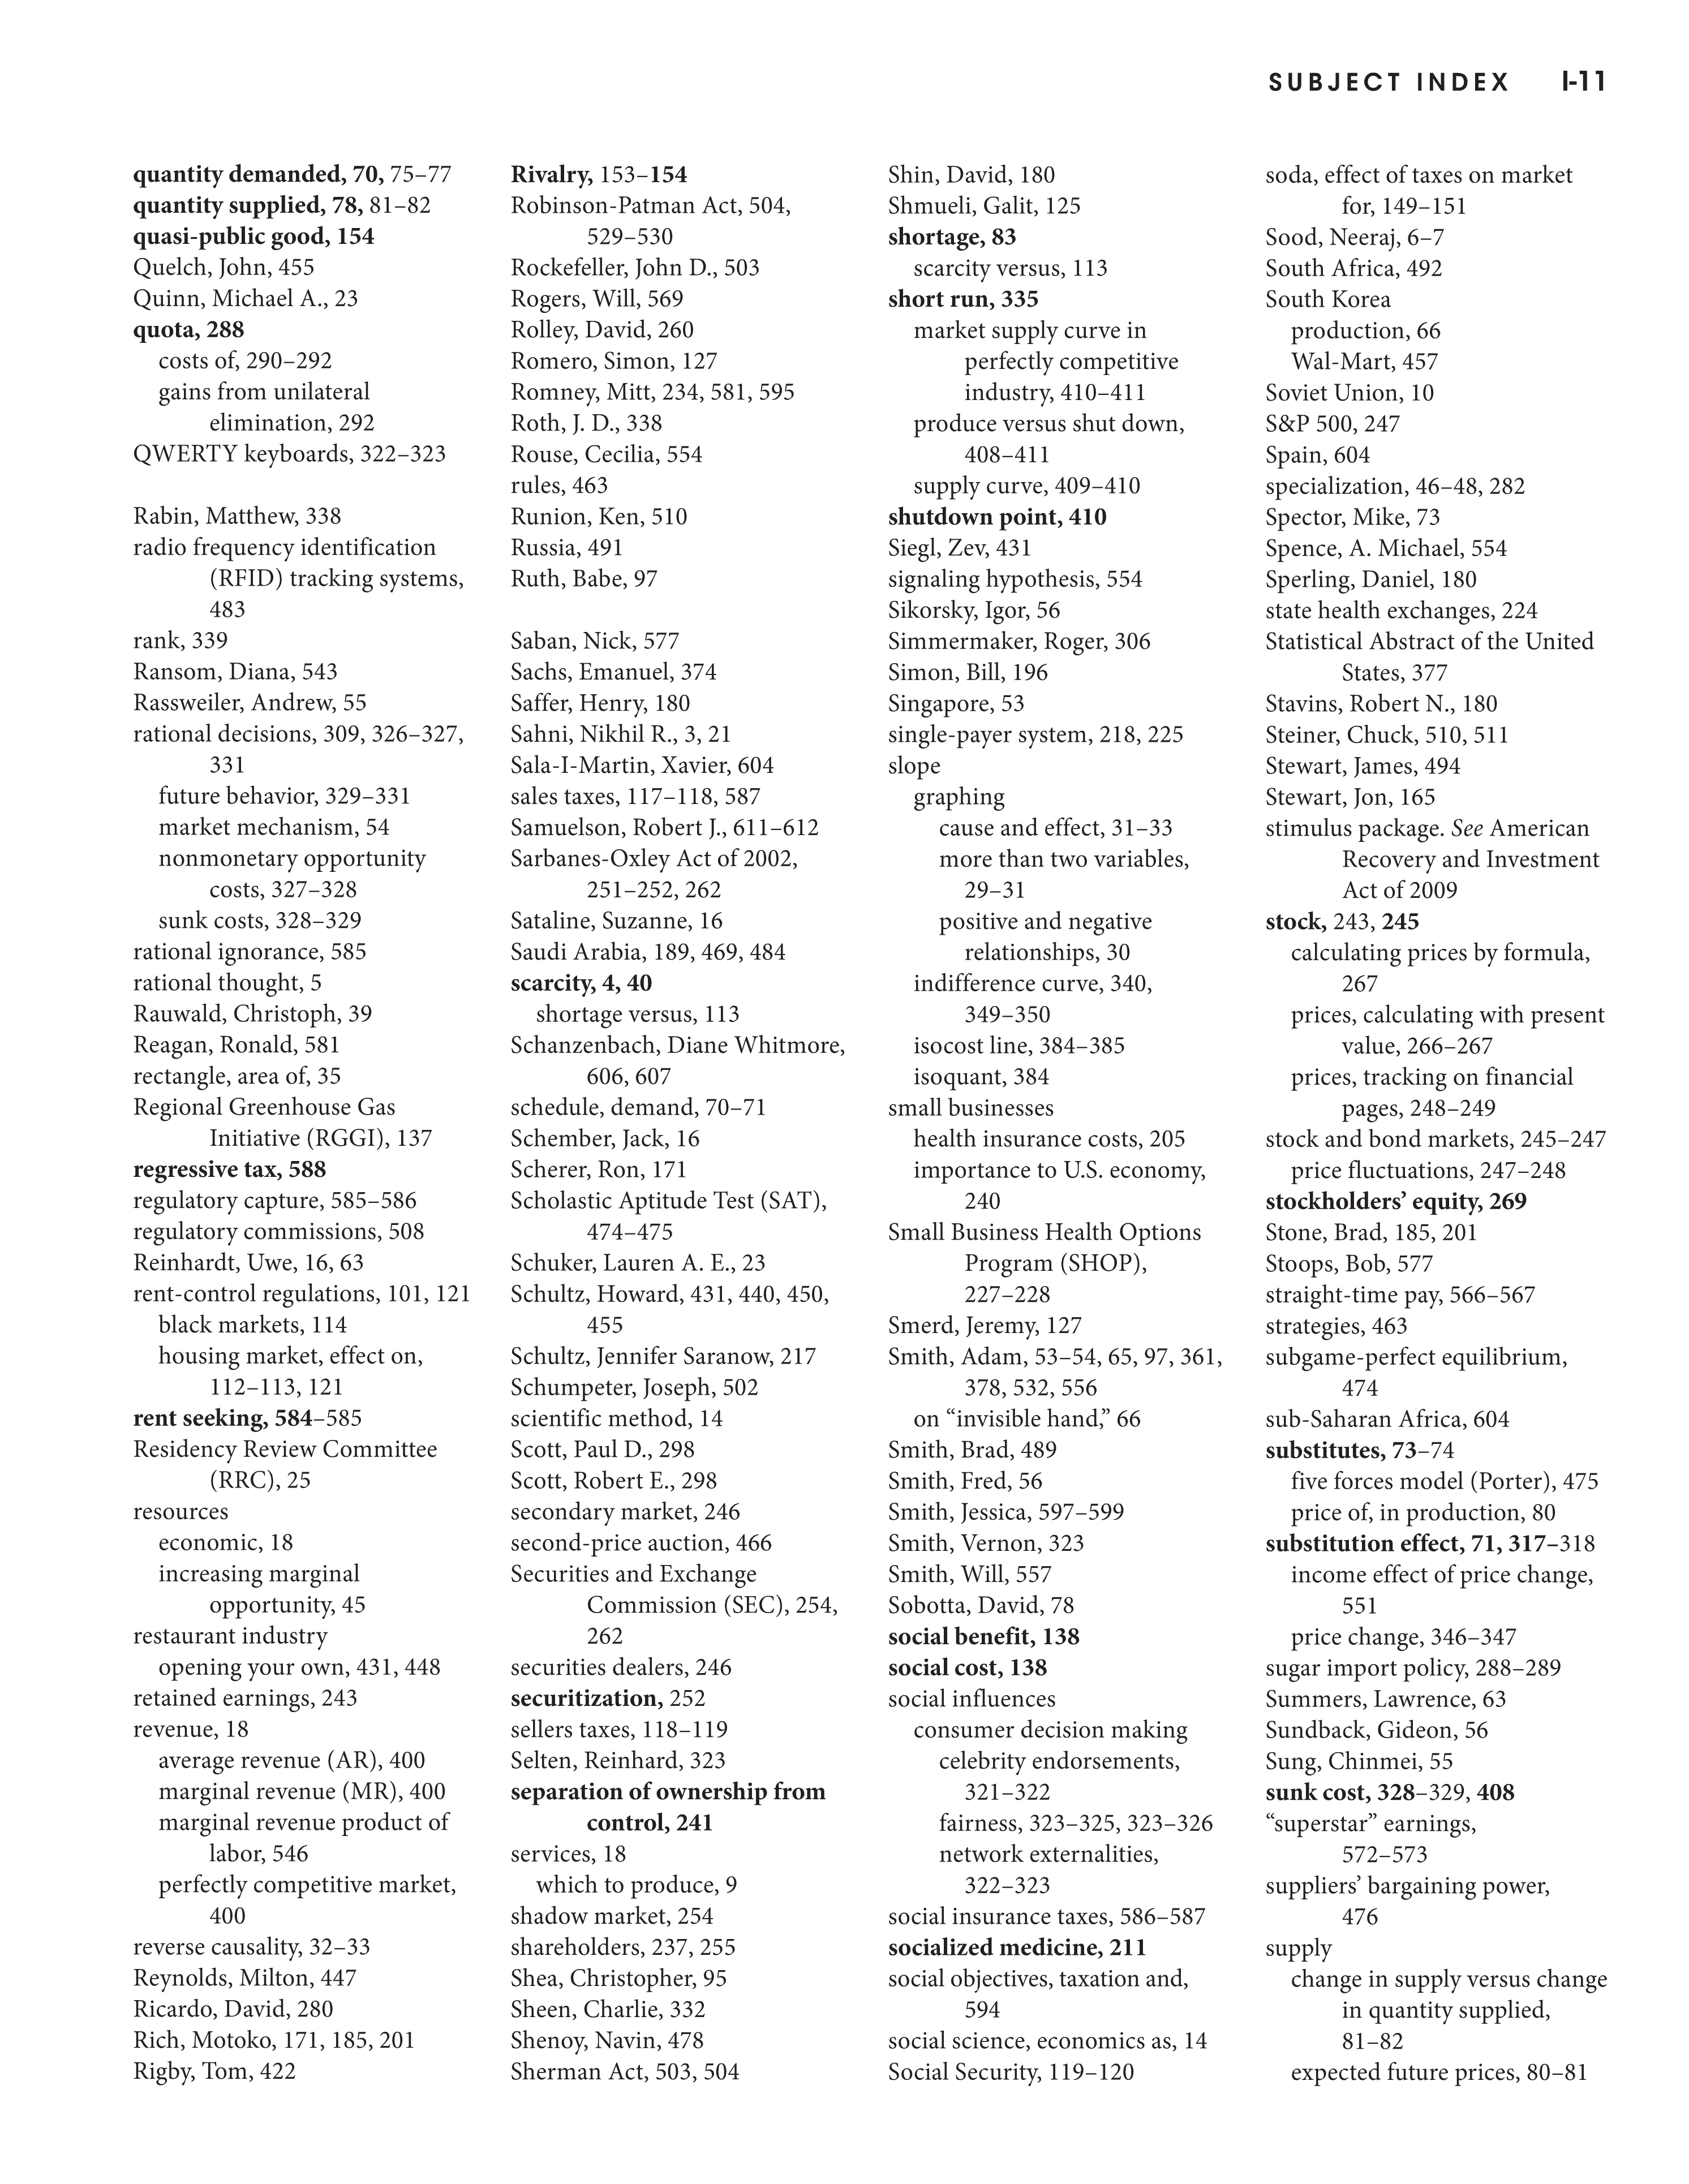 SUBJECT INDEX I-11
quantity demanded, 70, 75–77
quantity supplied, 78, 81–82
quasi-public good, 154
Quelch, John, 455
Quinn, Michael A., 23
quota, 288
costs of, 290–292
gains from unilateral
elimination, 292
QWERTY keyboards, 322–323
Rabin, Matthew, 338
radio frequency identification
(RFID) tracking systems,
483
rank, 339
Ransom, Diana, 543
Rassweiler, Andrew, 55
rational decisions, 309, 326–327,
331
future behavior, 329–331
market mechanism, 54
nonmonetary opportunity
costs, 327–328
sunk costs, 328–329
rational ignorance, 585
rational thought, 5
Rauwald, Christoph, 39
Reagan, Ronald, 581
rectangle, area of, 35
Regional Greenhouse Gas
Initiative (RGGI), 137
regressive tax, 588
regulatory capture, 585–586
regulatory commissions, 508
Reinhardt, Uwe, 16, 63
rent-control regulations, 101, 121
black markets, 114
housing market, effect on,
112–113, 121
rent seeking, 584–585
Residency Review Committee
(RRC), 25
resources
economic, 18
increasing marginal
opportunity, 45
restaurant industry
opening your own, 431, 448
retained earnings, 243
revenue, 18
average revenue (AR), 400
marginal revenue (MR), 400
marginal revenue product of
labor, 546
perfectly competitive market,
400
reverse causality, 32–33
Reynolds, Milton, 447
Ricardo, David, 280
Rich, Motoko, 171, 185, 201
Rigby, Tom, 422
Rivalry, 153–154
Robinson-Patman Act, 504,
529–530
Rockefeller, John D., 503
Rogers, Will, 569
Rolley, David, 260
Romero, Simon, 127
Romney, Mitt, 234, 581, 595
Roth, J. D., 338
Rouse, Cecilia, 554
rules, 463
Runion, Ken, 510
Russia, 491
Ruth, Babe, 97
Saban, Nick, 577
Sachs, Emanuel, 374
Saffer, Henry, 180
Sahni, Nikhil R., 3, 21
Sala-I-Martin, Xavier, 604
sales taxes, 117–118, 587
Samuelson, Robert J., 611–612
Sarbanes-Oxley Act of 2002,
251–252, 262
Sataline, Suzanne, 16
Saudi Arabia, 189, 469, 484
scarcity, 4, 40
shortage versus, 113
Schanzenbach, Diane Whitmore,
606, 607
schedule, demand, 70–71
Schember, Jack, 16
Scherer, Ron, 171
Scholastic Aptitude Test (SAT),
474–475
Schuker, Lauren A. E., 23
Schultz, Howard, 431, 440, 450,
455
Schultz, Jennifer Saranow, 217
Schumpeter, Joseph, 502
scientific method, 14
Scott, Paul D., 298
Scott, Robert E., 298
secondary market, 246
second-price auction, 466
Securities and Exchange
Commission (SEC), 254,
262
securities dealers, 246
securitization, 252
sellers taxes, 118–119
Selten, Reinhard, 323
separation of ownership from
control, 241
services, 18
which to produce, 9
shadow market, 254
shareholders, 237, 255
Shea, Christopher, 95
Sheen, Charlie, 332
Shenoy, Navin, 478
Sherman Act, 503, 504
Shin, David, 180
Shmueli, Galit, 125
shortage, 83
scarcity versus, 113
short run, 335
market supply curve in
perfectly competitive
industry, 410–411
produce versus shut down,
408–411
supply curve, 409–410
shutdown point, 410
Siegl, Zev, 431
signaling hypothesis, 554
Sikorsky, Igor, 56
Simmermaker, Roger, 306
Simon, Bill, 196
Singapore, 53
single-payer system, 218, 225
slope
graphing
cause and effect, 31–33
more than two variables,
29–31
positive and negative
relationships, 30
indifference curve, 340,
349–350
isocost line, 384–385
isoquant, 384
small businesses
health insurance costs, 205
importance to U.S. economy,
240
Small Business Health Options
Program (SHOP),
227–228
Smerd, Jeremy, 127
Smith, Adam, 53–54, 65, 97, 361,
378, 532, 556
on “invisible hand,” 66
Smith, Brad, 489
Smith, Fred, 56
Smith, Jessica, 597–599
Smith, Vernon, 323
Smith, Will, 557
Sobotta, David, 78
social benefit, 138
social cost, 138
social influences
consumer decision making
celebrity endorsements,
321–322
fairness, 323–325, 323–326
network externalities,
322–323
social insurance taxes, 586–587
socialized medicine, 211
social objectives, taxation and,
594
social science, economics as, 14
Social Security, 119–120
soda, effect of taxes on market
for, 149–151
Sood, Neeraj, 6–7
South Africa, 492
South Korea
production, 66
Wal-Mart, 457
Soviet Union, 10
S&P 500, 247
Spain, 604
specialization, 46–48, 282
Spector, Mike, 73
Spence, A. Michael, 554
Sperling, Daniel, 180
state health exchanges, 224
Statistical Abstract of the United
States, 377
Stavins, Robert N., 180
Steiner, Chuck, 510, 511
Stewart, James, 494
Stewart, Jon, 165
stimulus package. See American
Recovery and Investment
Act of 2009
stock, 243, 245
calculating prices by formula,
267
prices, calculating with present
value, 266–267
prices, tracking on financial
pages, 248–249
stock and bond markets, 245–247
price fluctuations, 247–248
stockholders’ equity, 269
Stone, Brad, 185, 201
Stoops, Bob, 577
straight-time pay, 566–567
strategies, 463
subgame-perfect equilibrium,
474
sub-Saharan Africa, 604
substitutes, 73–74
five forces model (Porter), 475
price of, in production, 80
substitution effect, 71, 317–318
income effect of price change,
551
price change, 346–347
sugar import policy, 288–289
Summers, Lawrence, 63
Sundback, Gideon, 56
Sung, Chinmei, 55
sunk cost, 328–329, 408
“superstar” earnings,
572–573
suppliers’ bargaining power,
476
supply
change in supply versus change
in quantity supplied,
81–82
expected future prices, 80–81